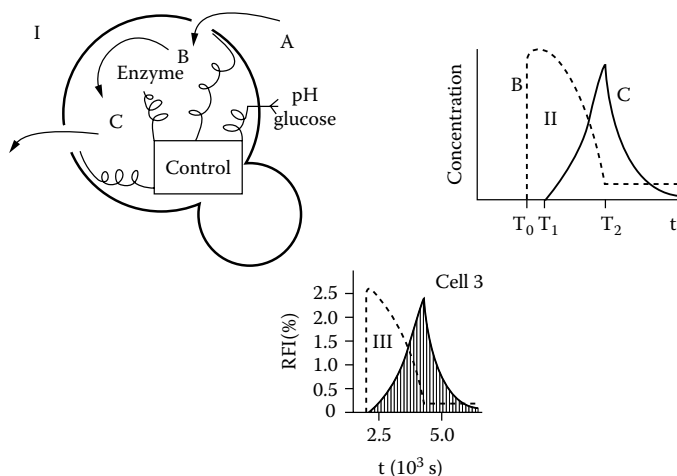 I
A
B
Enzyme
C
pH
glucose
Control
Concentration
B
II
C
T0 T1 T2 t
Cell 3
RFI(%)
2.5
2.0
1.5
1.0
0.5
0
III
2.5 5.0
t (10³ s)